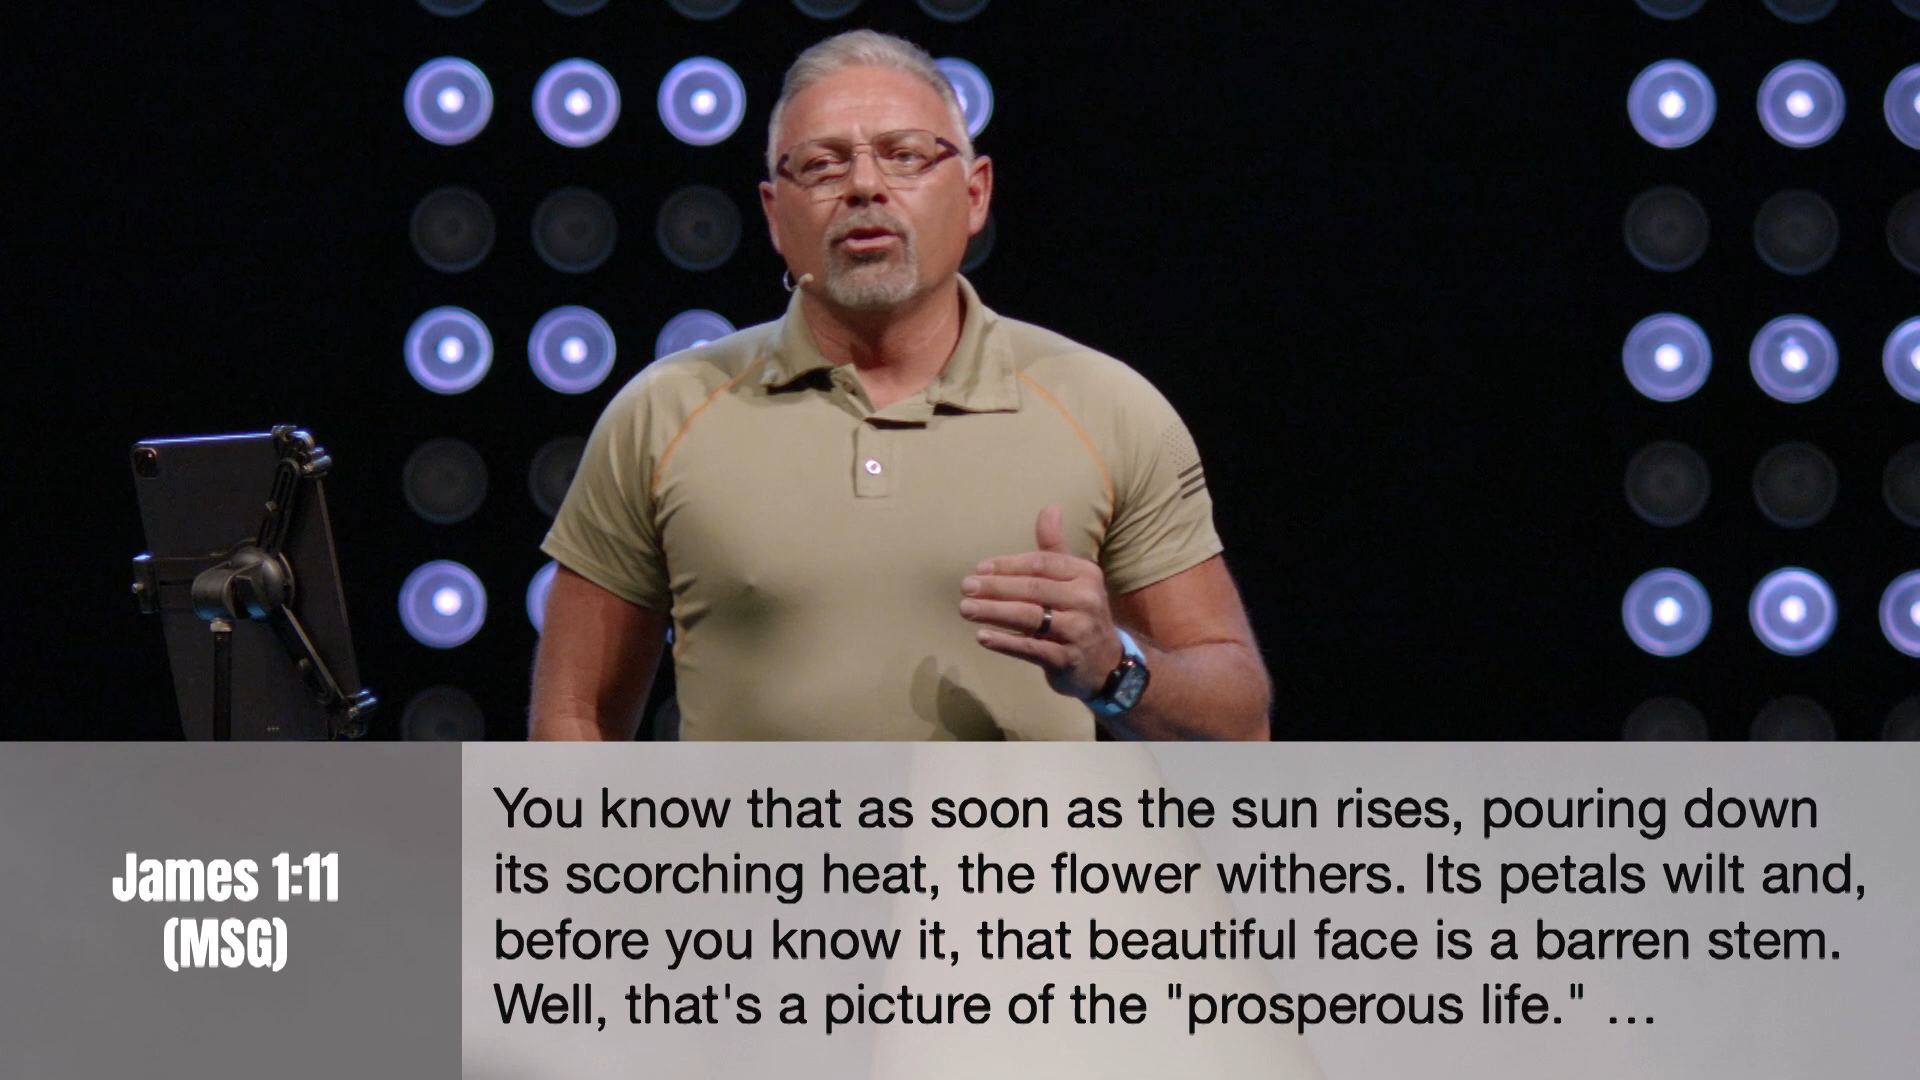 James 1:11
(MSG)
You know that as soon as the sun rises, pouring down
its scorching heat, the flower withers. Its petals wilt and,
before you know it, that beautiful face is a barren stem.
Well, that's a picture of the "prosperous life." …